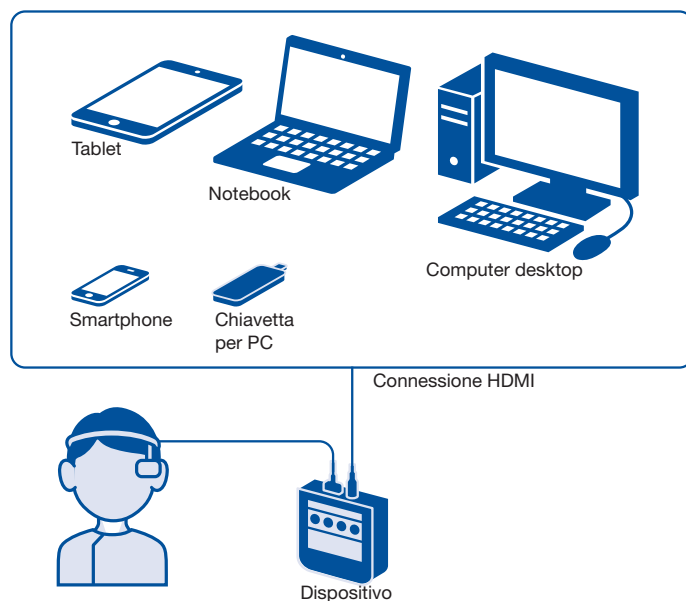 Tablet
Notebook
Computer desktop
Smartphone
Chiavetta
per PC
Connessione HDMI
Dispositivo